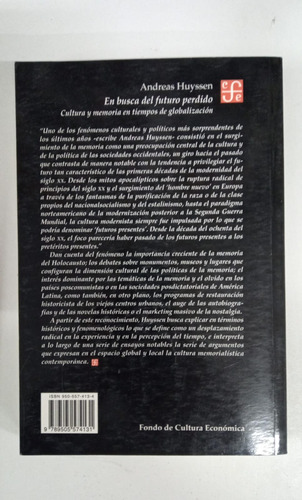 Andreas Huyssen
En busca del futuro perdido
Cultura y memoria en tiempos de globalización
"Uno de los fenómenos culturales y políticos más sorprendentes de
los últimos años –escribe Andreas Huyssen– consistió en el surgi-
miento de la memoria como una preocupación central de la cultura y
de la política de las sociedades occidentales, un giro hacia el pasado
que contrasta de manera notable con la tendencia a privilegiar el futu-
ro tan característica de las primeras décadas de la modernidad del
siglo XX. Desde los mitos apocalípticos sobre la ruptura radical de
principios del siglo XX y el surgimiento del 'hombre nuevo' en Europa
a través de los fantasmas de la purificación de la raza o de la clase
propios del nacionalsocialismo y el estalinismo, hasta el paradigma
norteamericano de la modernización posterior a la Segunda Guerra
Mundial, la cultura modernista siempre fue impulsada por lo que se
podría denominar 'futuros presentes'. Desde la década del ochenta del
siglo XX, el foco parecería haber pasado de los futuros presentes a los
pretéritos presentes."
Dan cuenta del fenómeno la importancia creciente de la memoria
del Holocausto; los debates sobre monumentos, museos y lugares que
configuran la dimensión cultural de las políticas de la memoria; el
interés dominante por las temáticas de la memoria y el olvido en los
países poscomunistas o en las sociedades posdictatoriales de América
Latina, como también, en otro plano, los programas de restauración
historicista de los viejos centros urbanos, el auge de las autobiogra-
fías y de las novelas históricas o el marketing masivo de la nostalgia.
A partir de este reconocimiento, Huyssen busca explicar en términos
históricos y fenomenológicos lo que se define como un desplazamiento
radical en la experiencia y en la percepción del tiempo, e interpreta
a lo largo de una serie de ensayos notables la serie de argumentos
que expresan en el espacio global y local la cultura memorialística
contemporánea.
ISBN 950-557-413-4
9 789505 574131
Fondo de Cultura Económica